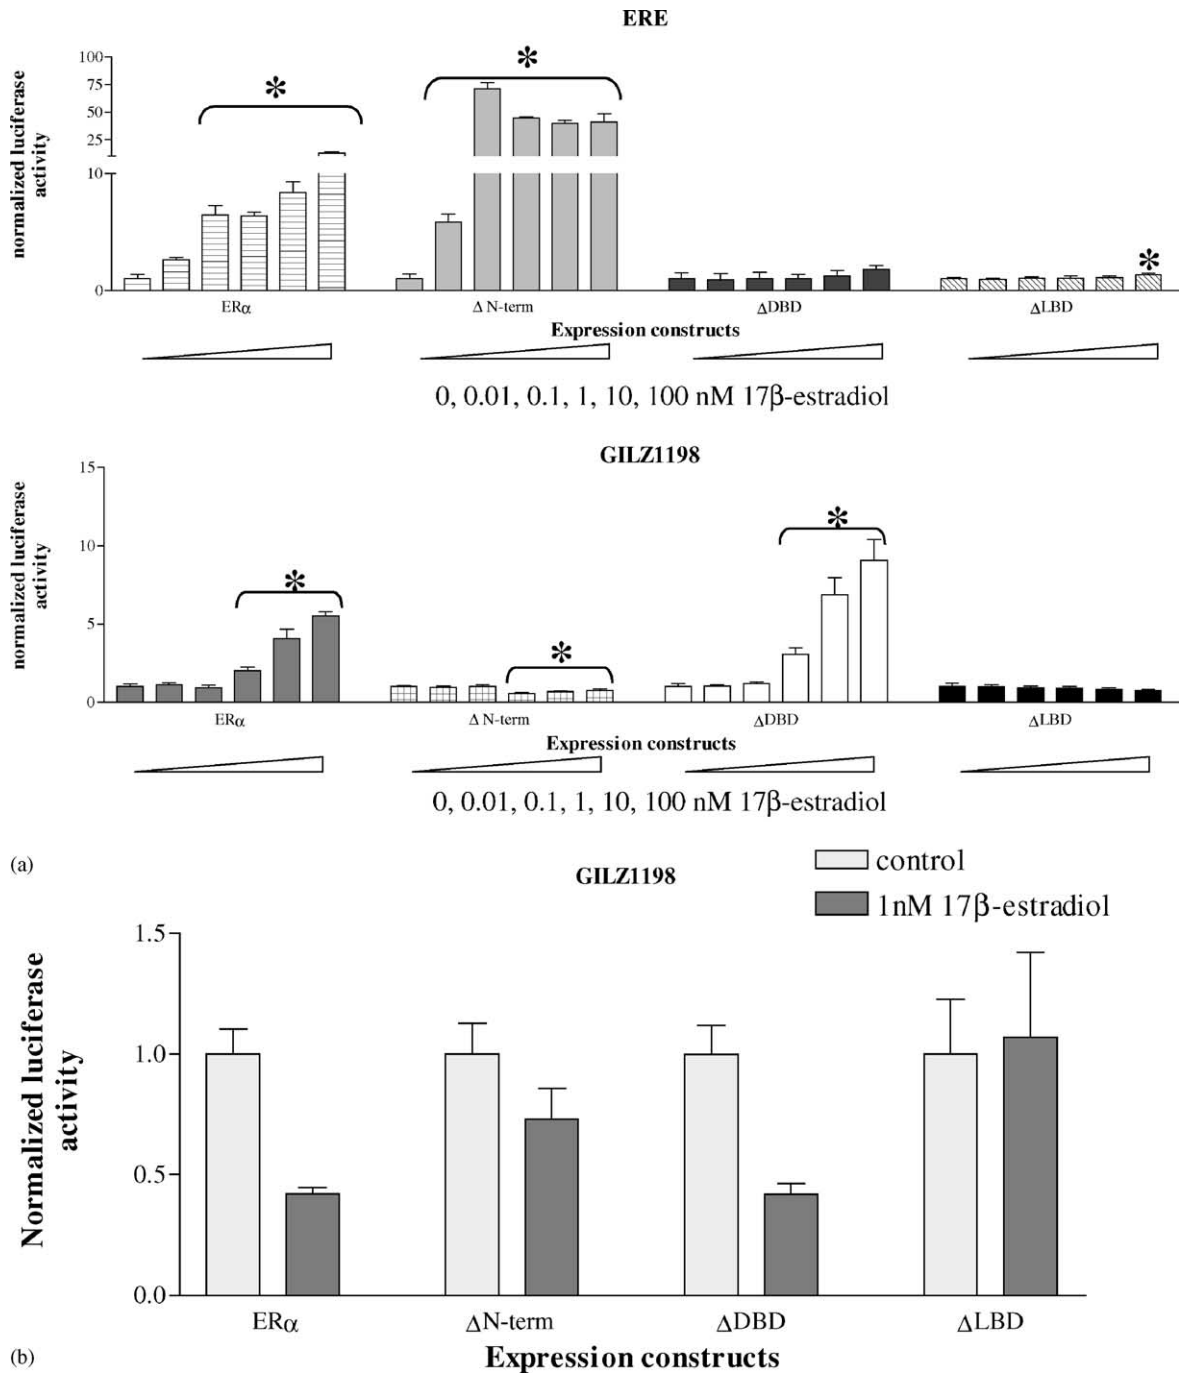 ERE
normalized luciferase
activity
100
75
50
25
10
0
*
*
*
ERα
Δ N-term
ΔDBD
ΔLBD
Expression constructs
0, 0.01, 0.1, 1, 10, 100 nM 17β-estradiol
GILZ1198
normalized luciferase
activity
15
10
5
0
*
*
*
ERα
Δ N-term
ΔDBD
ΔLBD
Expression constructs
0, 0.01, 0.1, 1, 10, 100 nM 17β-estradiol
(a)
GILZ1198
control
1nM 17β-estradiol
Normalized luciferase
activity
1.5
1.0
0.5
0.0
ERα
ΔN-term
ΔDBD
ΔLBD
Expression constructs
(b)